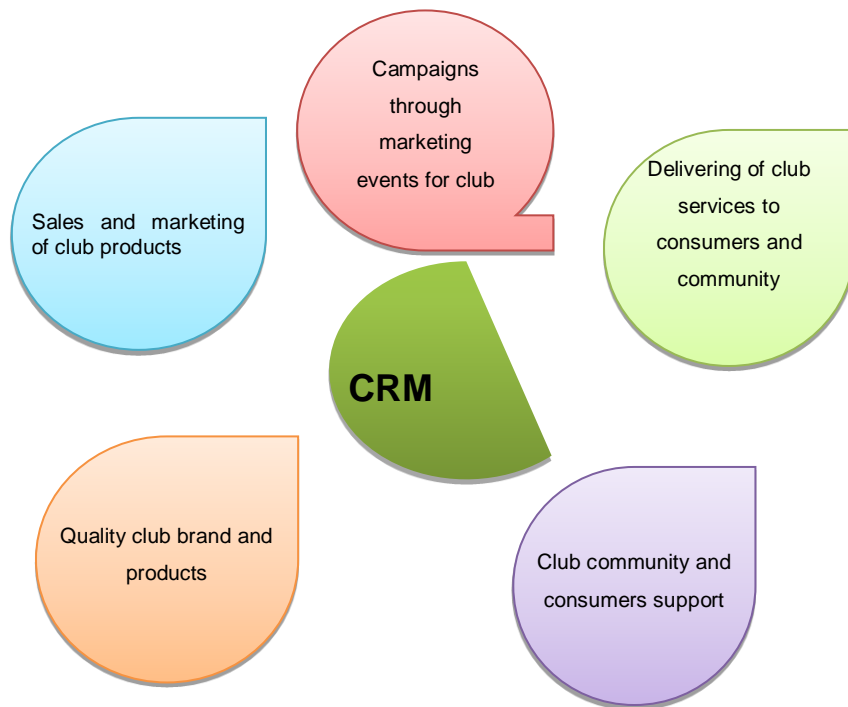 Campaigns
through
marketing
events for club
Sales and marketing
of club products
Delivering of club
services to
consumers and
community
CRM
Quality club brand and
products
Club community and
consumers support